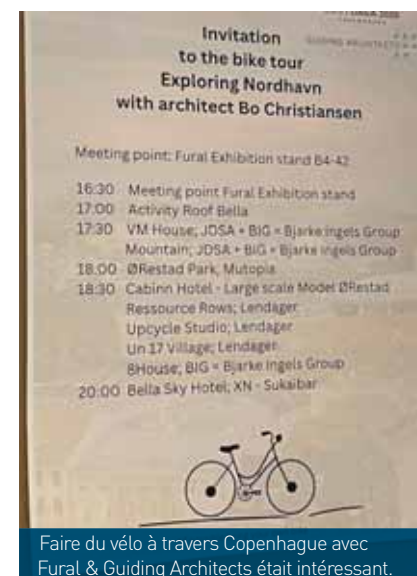 GUIDING ARCHITECTS
Invitation
to the bike tour
Exploring Nordhavn
with architect Bo Christiansen
Meeting point: Fural Exhibition stand B4-42
16:30 Meeting point Fural Exhibition stand
17:00 Activity Roof Bella
17:30 VM House; JDSA + BIG = Bjarke Ingels Group
Mountain; JDSA + BIG = Bjarke Ingels Group
18:00 ØRestad Park, Mutopia
18:30 Cabinn Hotel - Large scale Model ØRestad
Ressource Rows; Lendager
Upcycle Studio; Lendager
Un 17 Village; Lendager
8House; BIG = Bjarke Ingels Group
20:00 Bella Sky Hotel; XN - Sukaibar
Faire du vélo à travers Copenhague avec
Fural & Guiding Architects était intéressant.